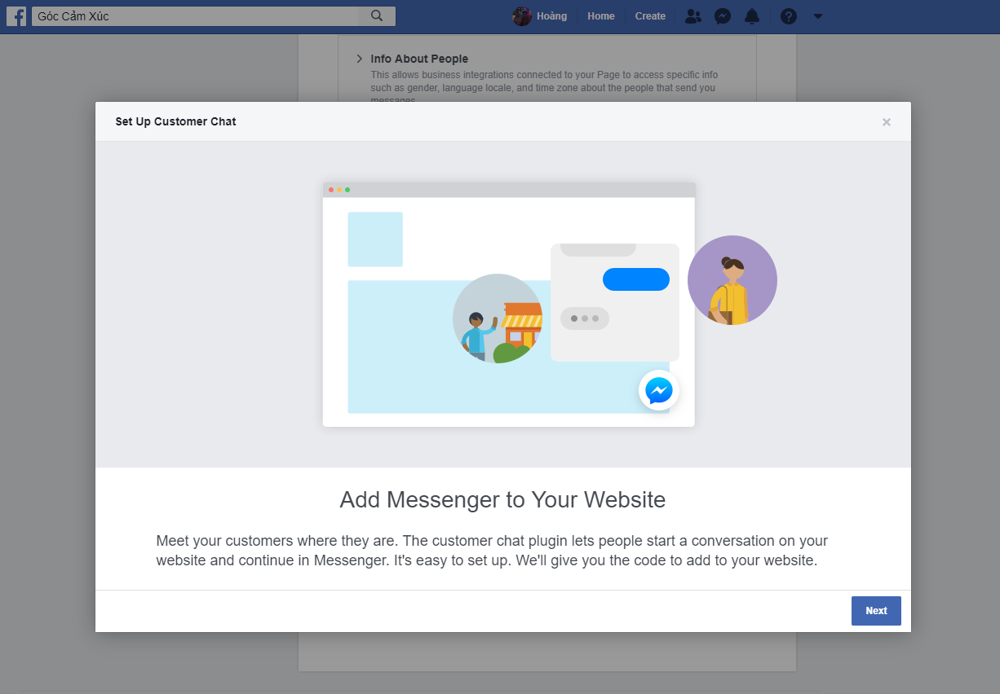 Góc Cảm Xúc
Hoàng
Home
Create
Info About People
This allows business integrations connected to your Page to access specific info
such as gender, language locale, and time zone about the people that send you
messages.
Set Up Customer Chat
Add Messenger to Your Website
Meet your customers where they are. The customer chat plugin lets people start a conversation on your
website and continue in Messenger. It's easy to set up. We'll give you the code to add to your website.
Next